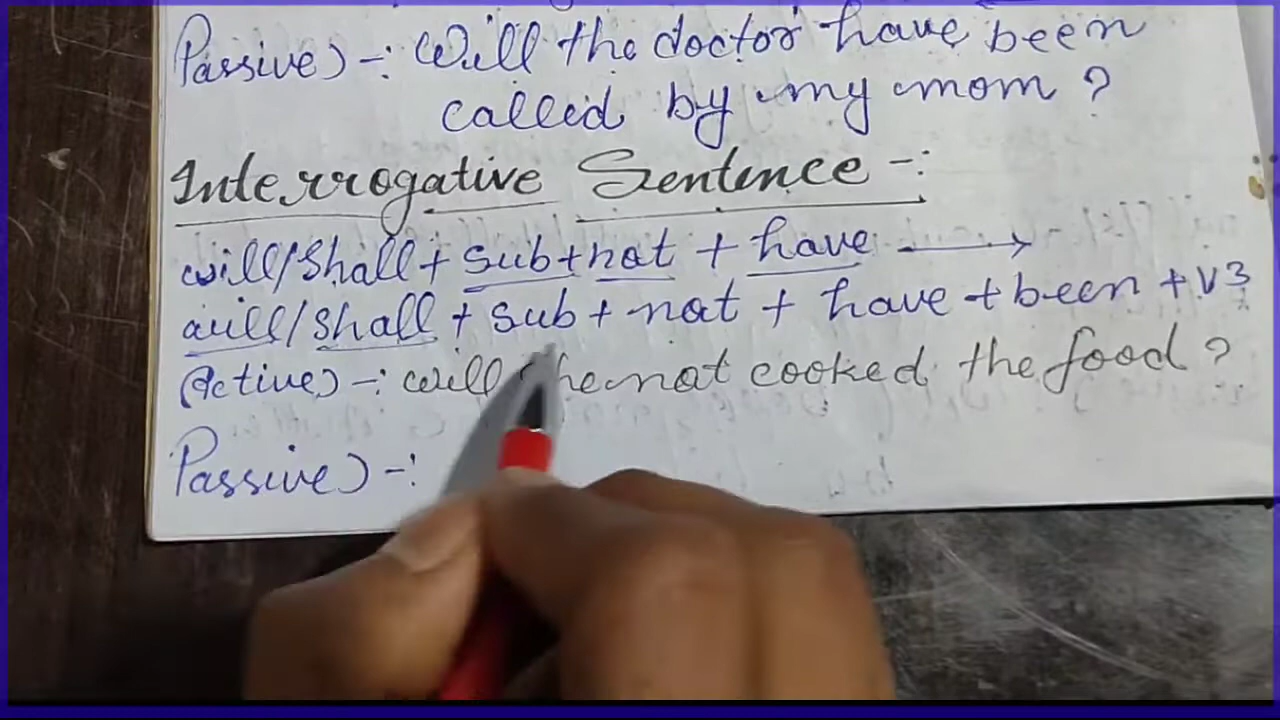 Passive) -: Will the doctor have been
called by my mom ?
Interrogative Sentence -:
will/shall + sub + not + have →
will/shall + sub + not + have + been + V3
(Active) -: will he not cooked the food ?
Passive) -: